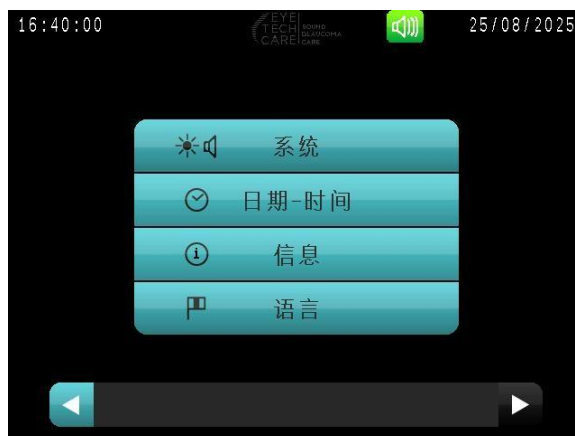 16:40:00
EYE
TECH
CARE
SOUND
GLAUCOMA
CARE
25/08/2025
系统
日期-时间
信息
语言